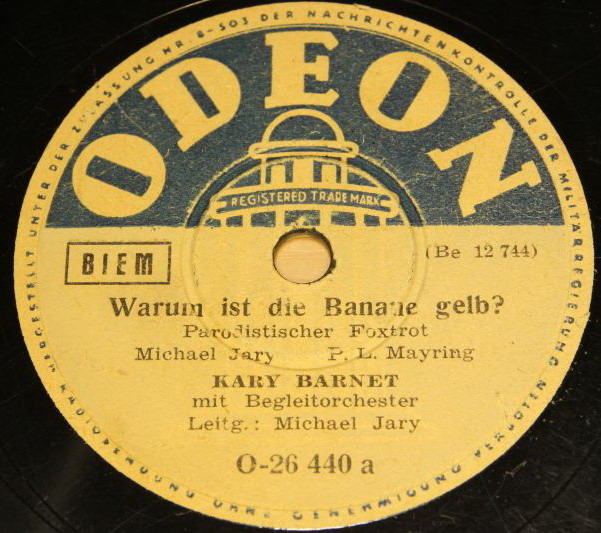 HERGESTELLT UNTER DER ZULASSUNG NR. B-503 DER NACHRICHTENKONTROLLE DER MILITÄRREGIERUNG
ODEON
REGISTERED TRADE MARK
BIEM
(Be 12 744)
Warum ist die Banane gelb?
Parodistischer Foxtrot
Michael Jary P. L. Mayring
KARY BARNET
mit Begleitorchester
Leitg.: Michael Jary
O-26 440 a
RADIOSENDUNG OHNE GENEHMIGUNG VERBOTEN